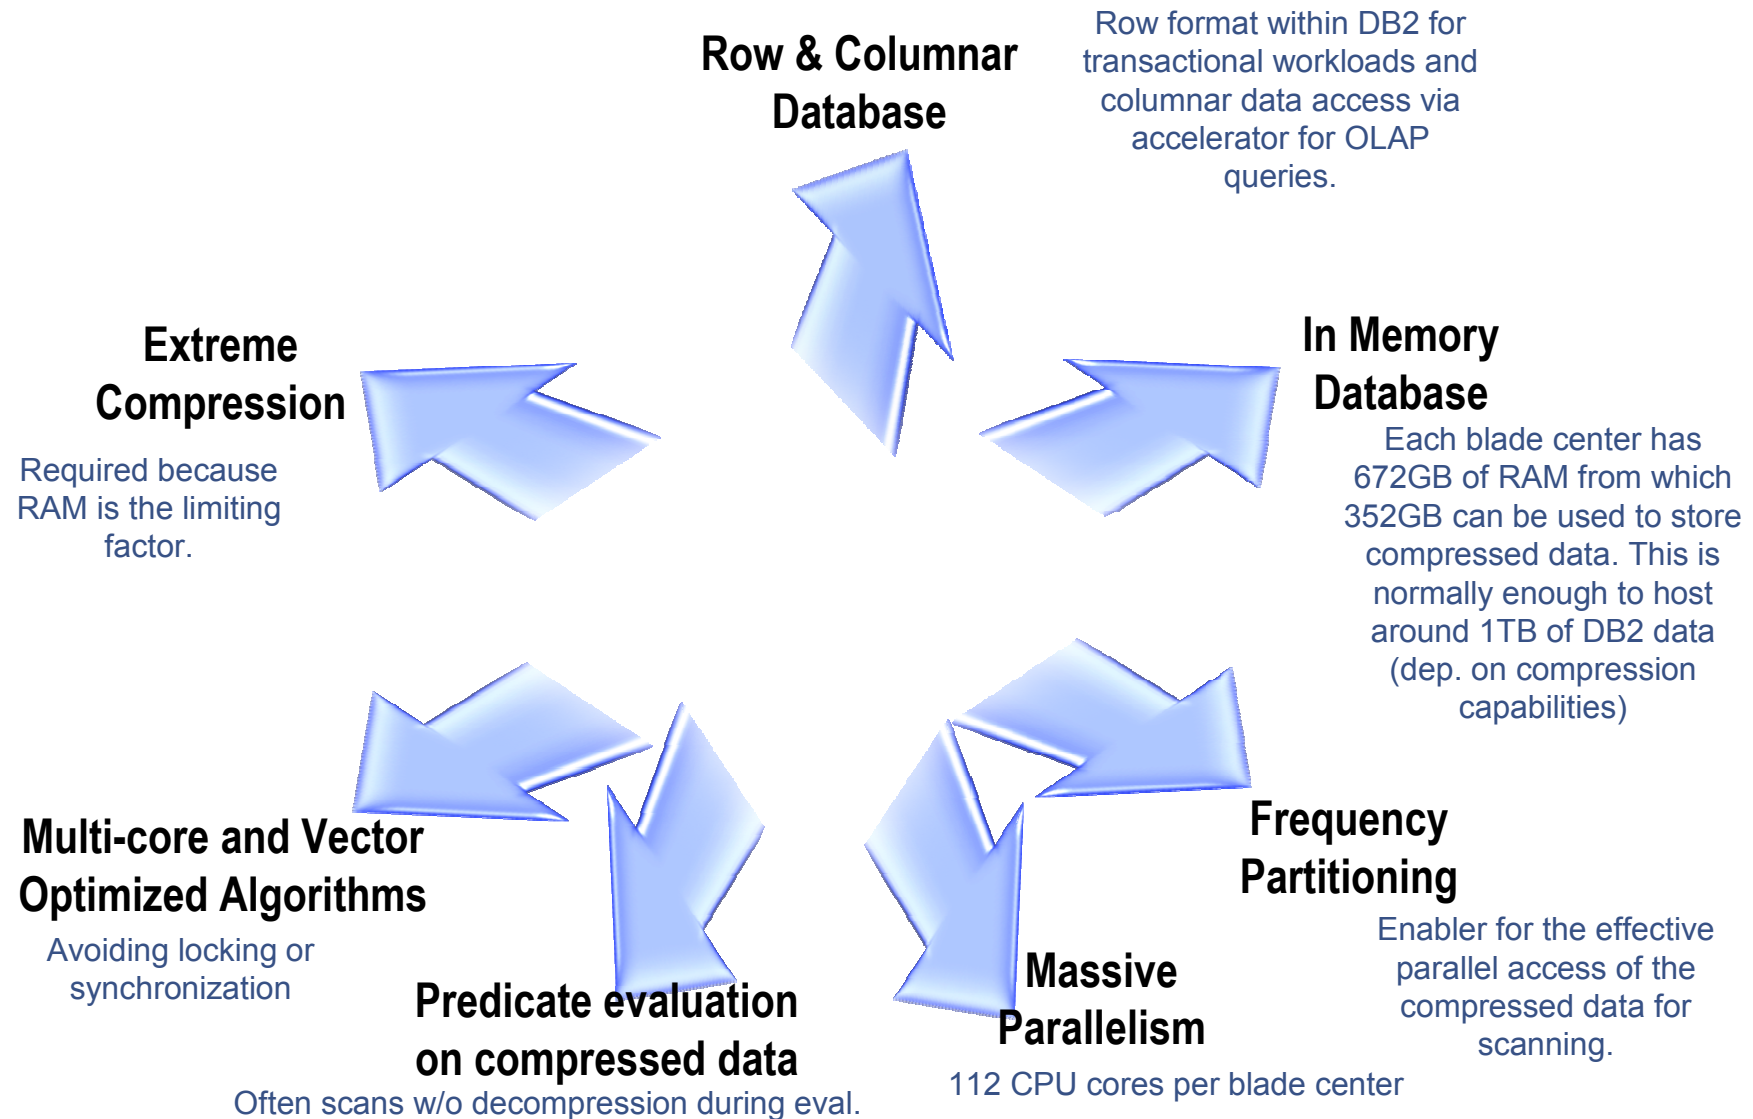 Row & Columnar
Database
Row format within DB2 for
transactional workloads and
columnar data access via
accelerator for OLAP
queries.
Extreme
Compression
Required because
RAM is the limiting
factor.
In Memory
Database
Each blade center has
672GB of RAM from which
352GB can be used to store
compressed data. This is
normally enough to host
around 1TB of DB2 data
(dep. on compression
capabilities)
Multi-core and Vector
Optimized Algorithms
Avoiding locking or
synchronization
Predicate evaluation
on compressed data
Often scans w/o decompression during eval.
Massive
Parallelism
112 CPU cores per blade center
Frequency
Partitioning
Enabler for the effective
parallel access of the
compressed data for
scanning.